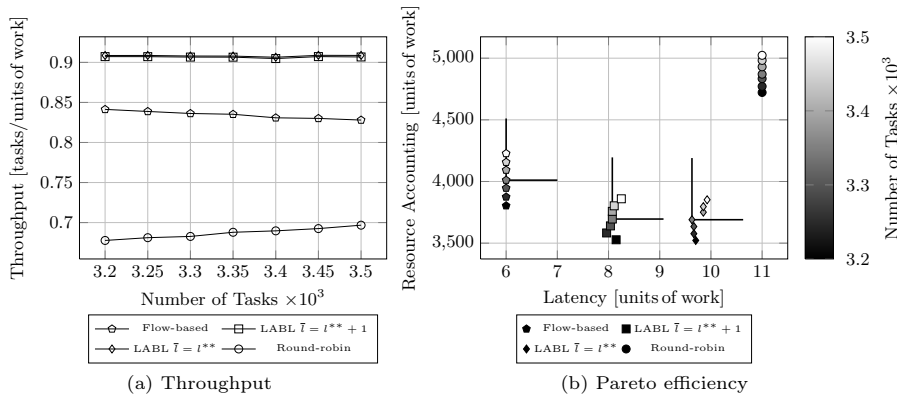 Throughput [tasks/units of work]
0.9
0.85
0.8
0.75
0.7
3.2 3.25 3.3 3.35 3.4 3.45 3.5
Number of Tasks ×10³
Flow-based LABL l̅ = l** + 1
LABL l̅ = l** Round-robin
(a) Throughput
Resource Accounting [units of work]
5,000
4,500
4,000
3,500
6 7 8 9 10 11
Latency [units of work]
3.5
3.4
3.3
3.2
Number of Tasks ×10³
Flow-based LABL l̅ = l** + 1
LABL l̅ = l** Round-robin
(b) Pareto efficiency